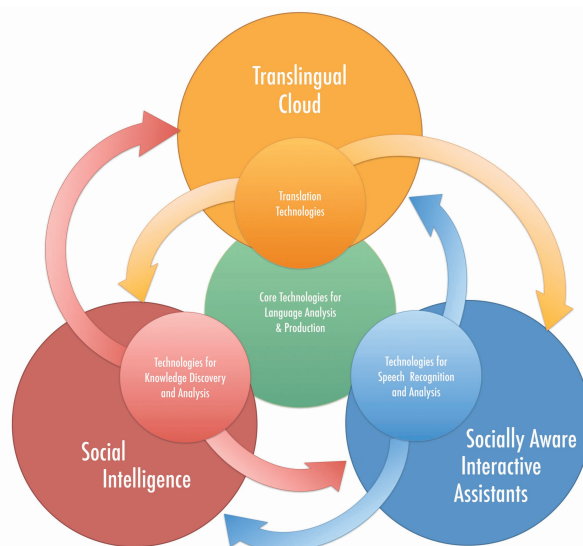 Translingual
Cloud
Translation
Technologies
Core Technologies for
Language Analysis
& Production
Technologies for
Knowledge Discovery
and Analysis
Technologies for
Speech Recognition
and Analysis
Social
Intelligence
Socially Aware
Interactive
Assistants